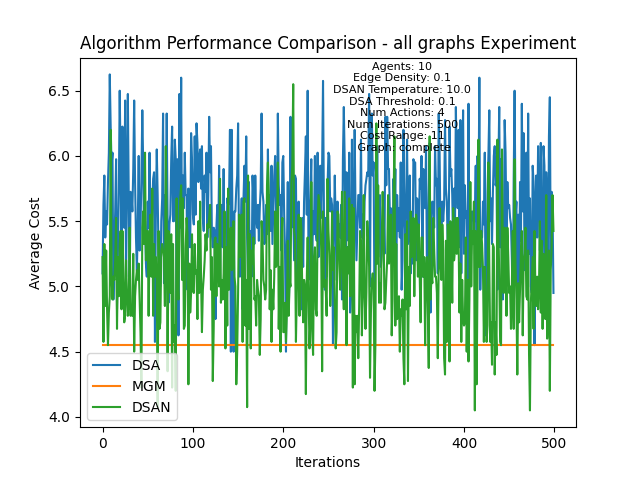 Algorithm Performance Comparison - all graphs Experiment
Agents: 10
Edge Density: 0.1
DSAN Temperature: 10.0
DSA Threshold: 0.1
Num Actions: 4
Num Iterations: 500
Cost Range: 11
Graph: complete
6.5
6.0
5.5
5.0
4.5
4.0
Average Cost
DSA
MGM
DSAN
0
100
200
300
400
500
Iterations